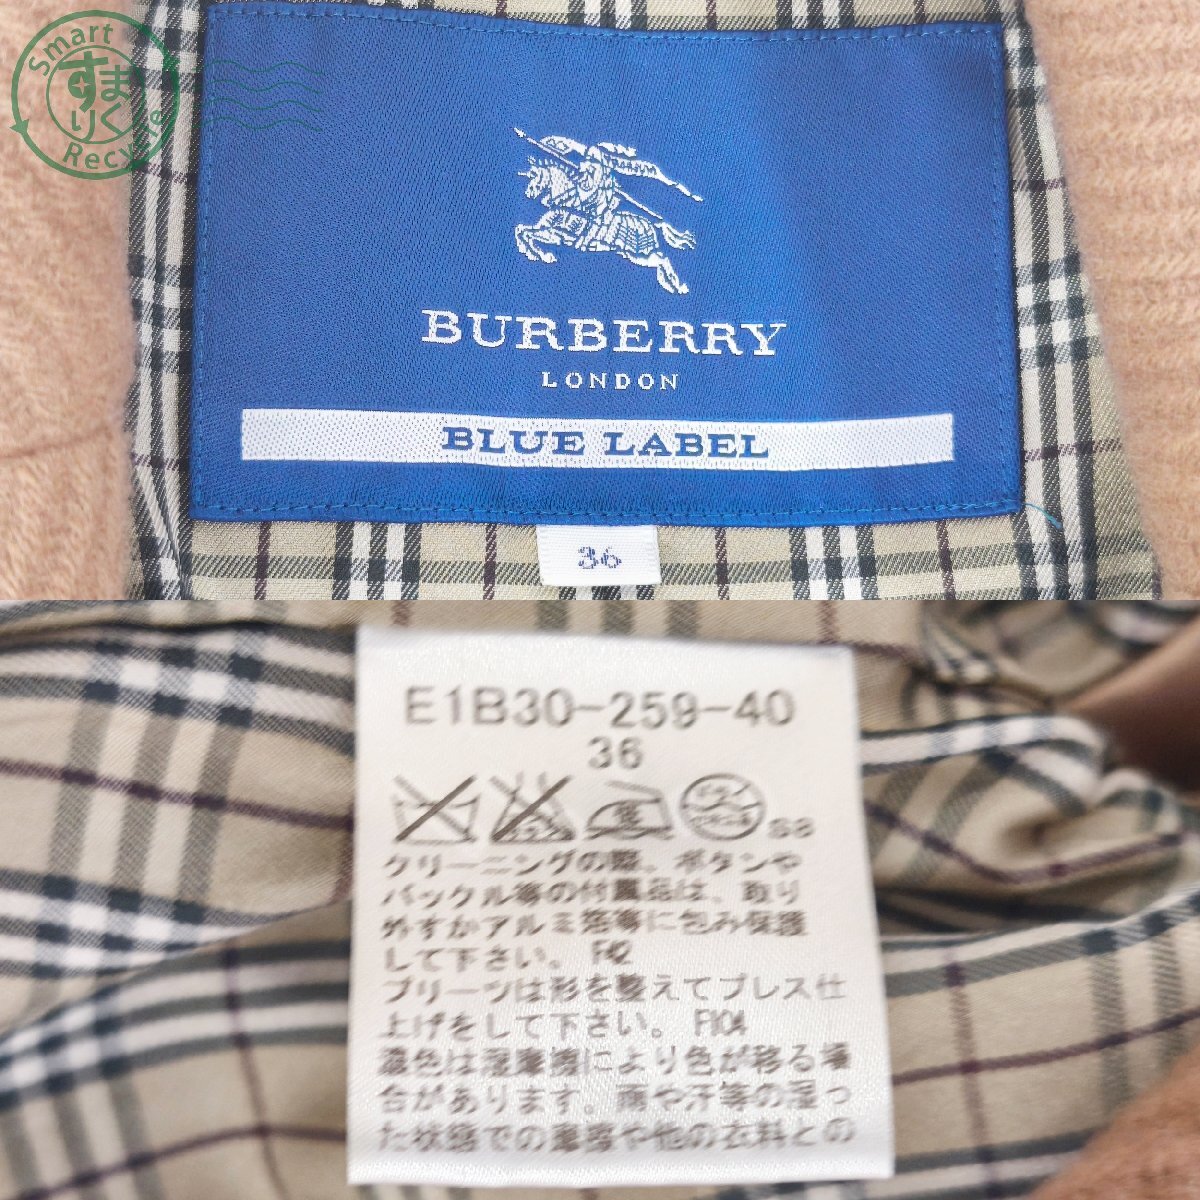 Smart
すまりく
Recycle
BURBERRY
LONDON
BLUE LABEL
36
E1B30-259-40
36
クリーニングの際、ボタンや
バックル等の付属品は、取り
外すかアルミ箔等に包み保護
して下さい。 F42
プリーツは形を整えてプレス仕
上げをして下さい。 F104
濃色は湿摩擦により色が移る場
合があります。雨や汗等の湿っ
た状態での着用や他の衣料との